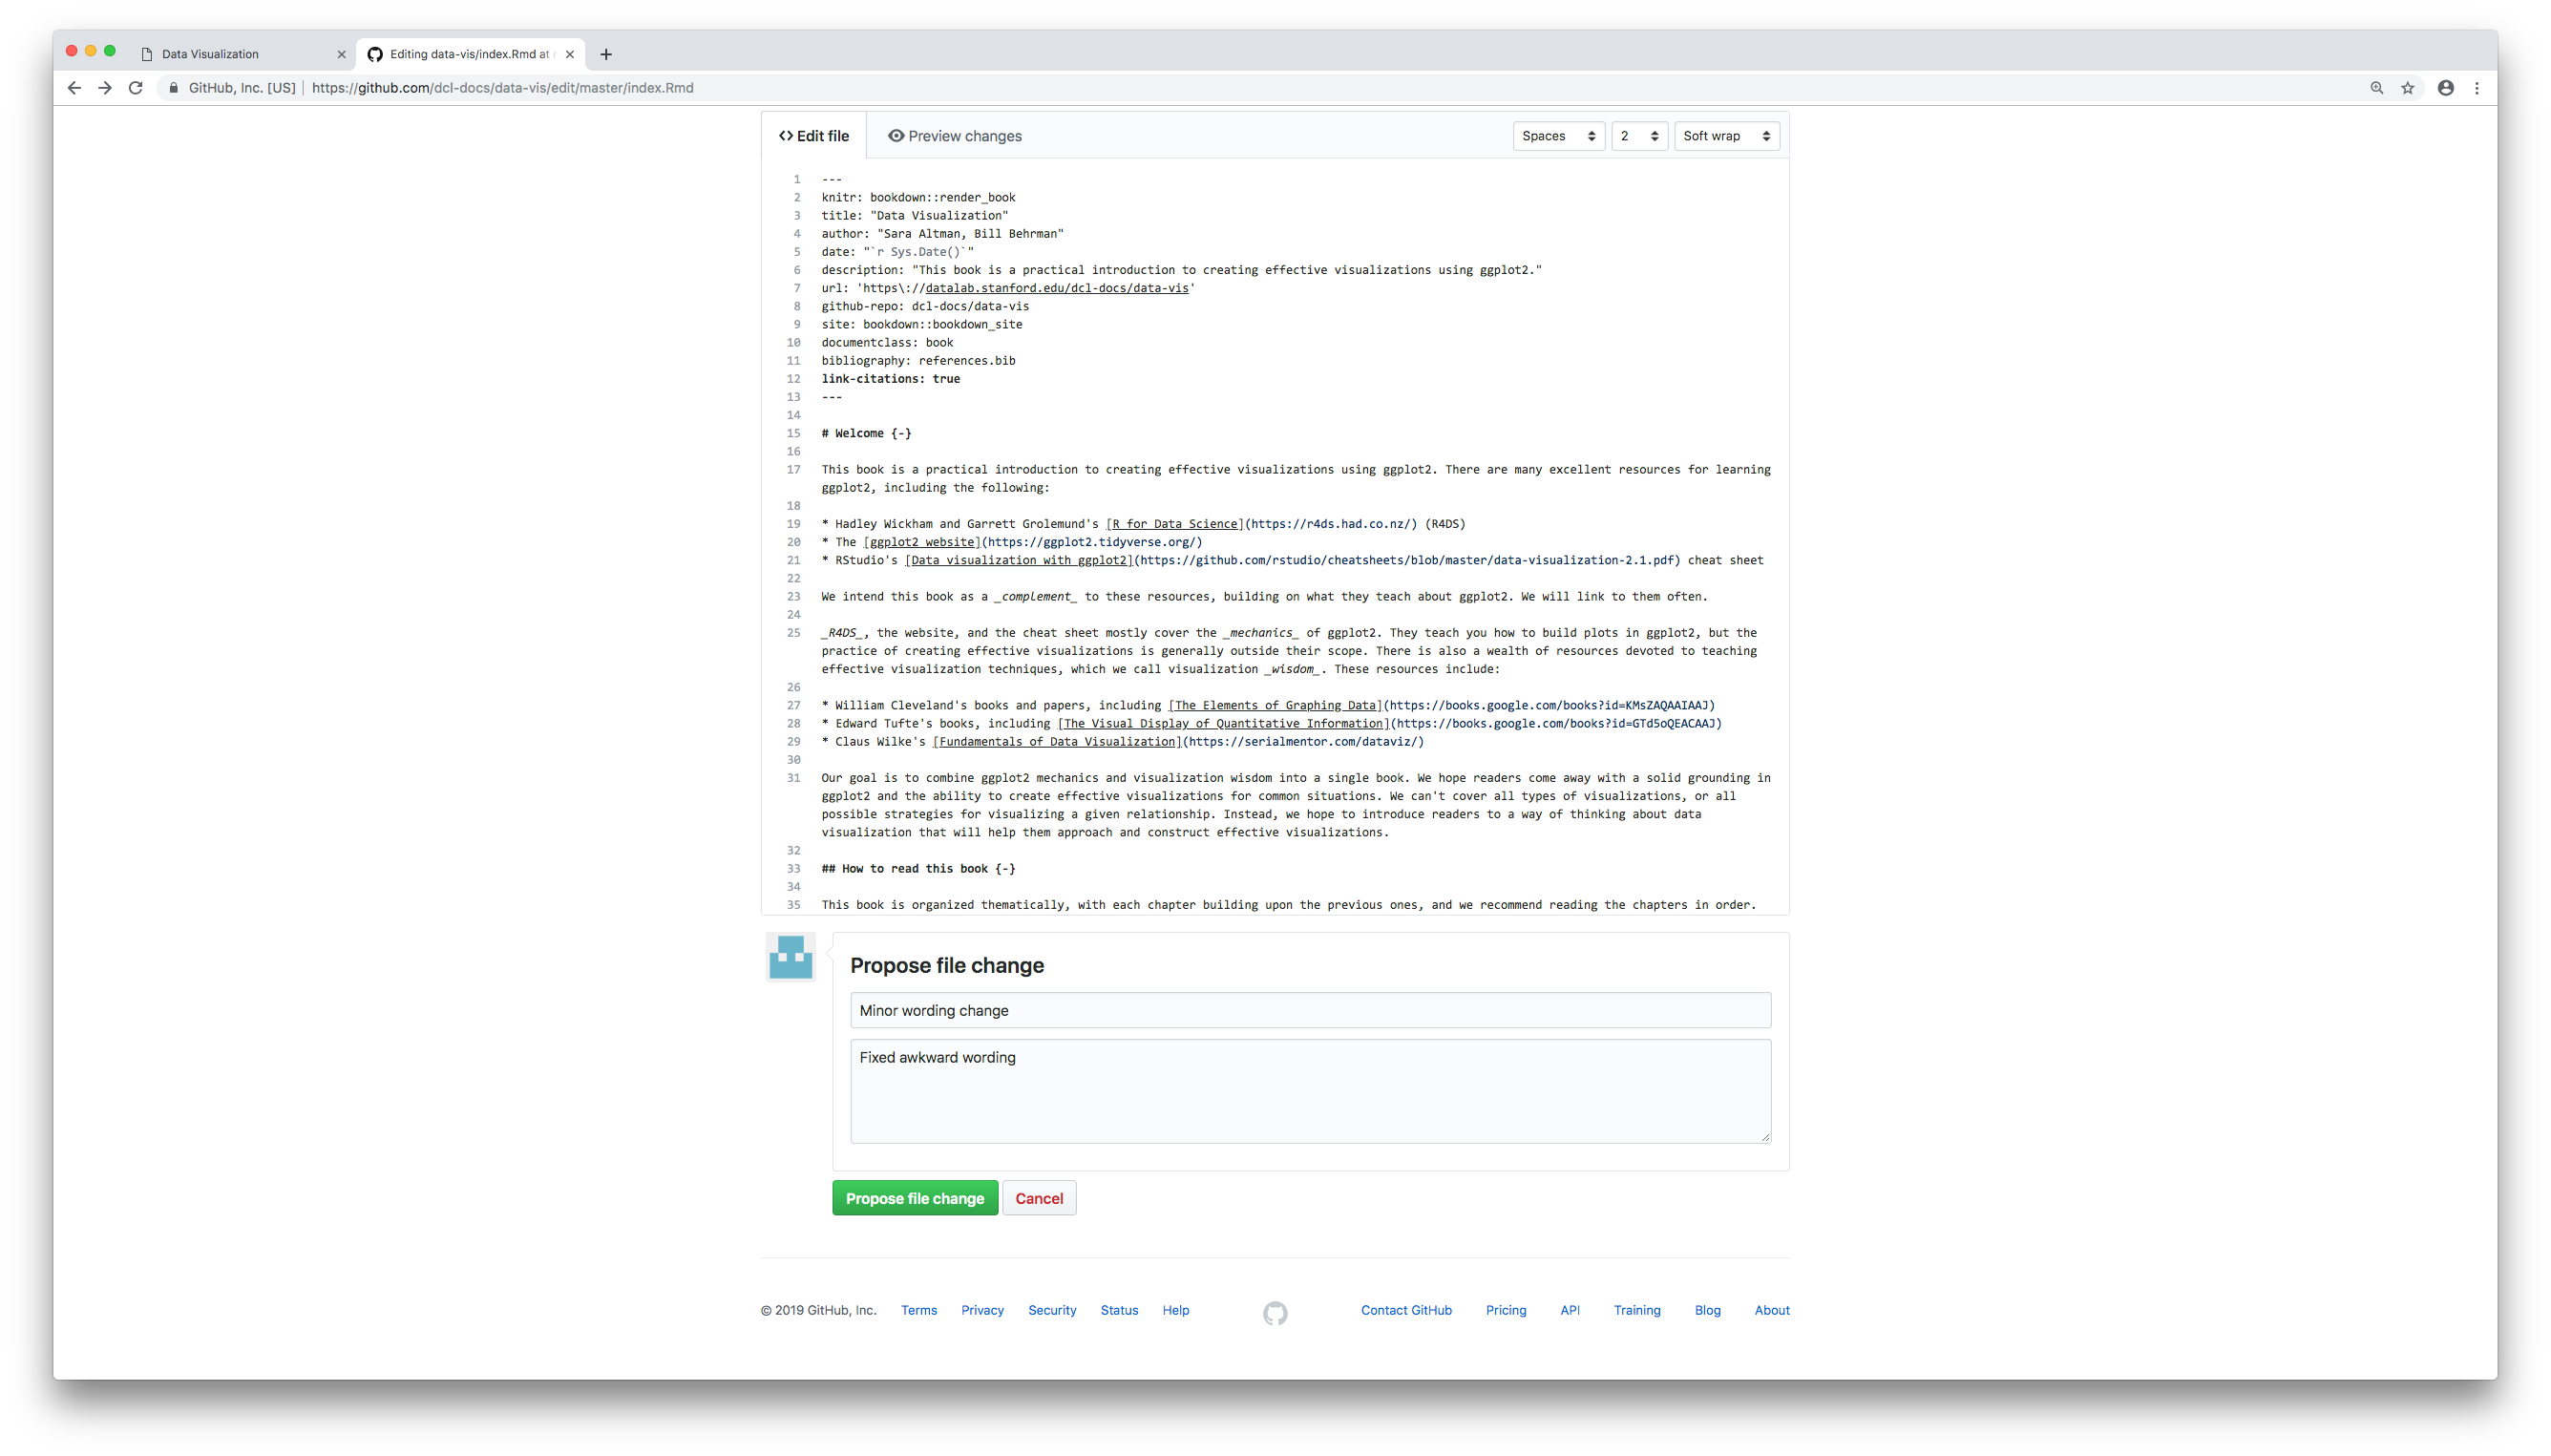 Data Visualization
Editing data-vis/index.Rmd at
GitHub, Inc. [US] | https://github.com/dcl-docs/data-vis/edit/master/index.Rmd
<> Edit file
Preview changes
Spaces
2
Soft wrap
1 ---
2 knitr: bookdown::render_book
3 title: "Data Visualization"
4 author: "Sara Altman, Bill Behrman"
5 date: "`r Sys.Date()`"
6 description: "This book is a practical introduction to creating effective visualizations using ggplot2."
7 url: 'https\://datalab.stanford.edu/dcl-docs/data-vis'
8 github-repo: dcl-docs/data-vis
9 site: bookdown::bookdown_site
10 documentclass: book
11 bibliography: references.bib
12 link-citations: true
13 ---
14
15 # Welcome {-}
16
17 This book is a practical introduction to creating effective visualizations using ggplot2. There are many excellent resources for learning
ggplot2, including the following:
18
19 * Hadley Wickham and Garrett Grolemund's [R for Data Science](https://r4ds.had.co.nz/) (R4DS)
20 * The [ggplot2 website](https://ggplot2.tidyverse.org/)
21 * RStudio's [Data visualization with ggplot2](https://github.com/rstudio/cheatsheets/blob/master/data-visualization-2.1.pdf) cheat sheet
22
23 We intend this book as a _complement_ to these resources, building on what they teach about ggplot2. We will link to them often.
24
25 _R4DS_, the website, and the cheat sheet mostly cover the _mechanics_ of ggplot2. They teach you how to build plots in ggplot2, but the
practice of creating effective visualizations is generally outside their scope. There is also a wealth of resources devoted to teaching
effective visualization techniques, which we call visualization _wisdom_. These resources include:
26
27 * William Cleveland's books and papers, including [The Elements of Graphing Data](https://books.google.com/books?id=KMsZAQAAIAAJ)
28 * Edward Tufte's books, including [The Visual Display of Quantitative Information](https://books.google.com/books?id=GTd5oQEACAAJ)
29 * Claus Wilke's [Fundamentals of Data Visualization](https://serialmentor.com/dataviz/)
30
31 Our goal is to combine ggplot2 mechanics and visualization wisdom into a single book. We hope readers come away with a solid grounding in
ggplot2 and the ability to create effective visualizations for common situations. We can't cover all types of visualizations, or all
possible strategies for visualizing a given relationship. Instead, we hope to introduce readers to a way of thinking about data
visualization that will help them approach and construct effective visualizations.
32
33 ## How to read this book {-}
34
35 This book is organized thematically, with each chapter building upon the previous ones, and we recommend reading the chapters in order.
Propose file change
Minor wording change
Fixed awkward wording
Propose file change
Cancel
© 2019 GitHub, Inc. Terms Privacy Security Status Help Contact GitHub Pricing API Training Blog About